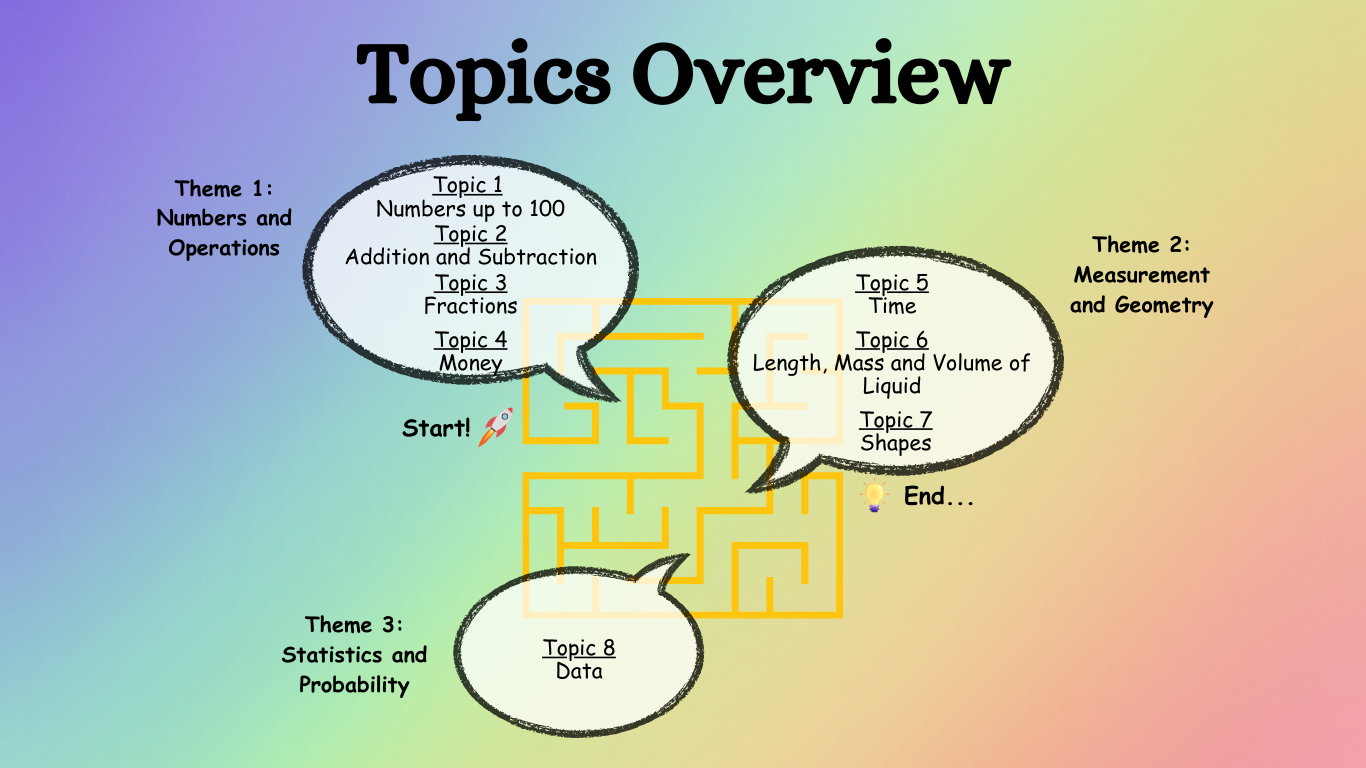 Topics Overview
Theme 1:
Numbers and
Operations
Topic 1
Numbers up to 100
Topic 2
Addition and Subtraction
Topic 3
Fractions
Topic 4
Money
Start!
Theme 2:
Measurement
and Geometry
Topic 5
Time
Topic 6
Length, Mass and Volume of
Liquid
Topic 7
Shapes
End...
Theme 3:
Statistics and
Probability
Topic 8
Data